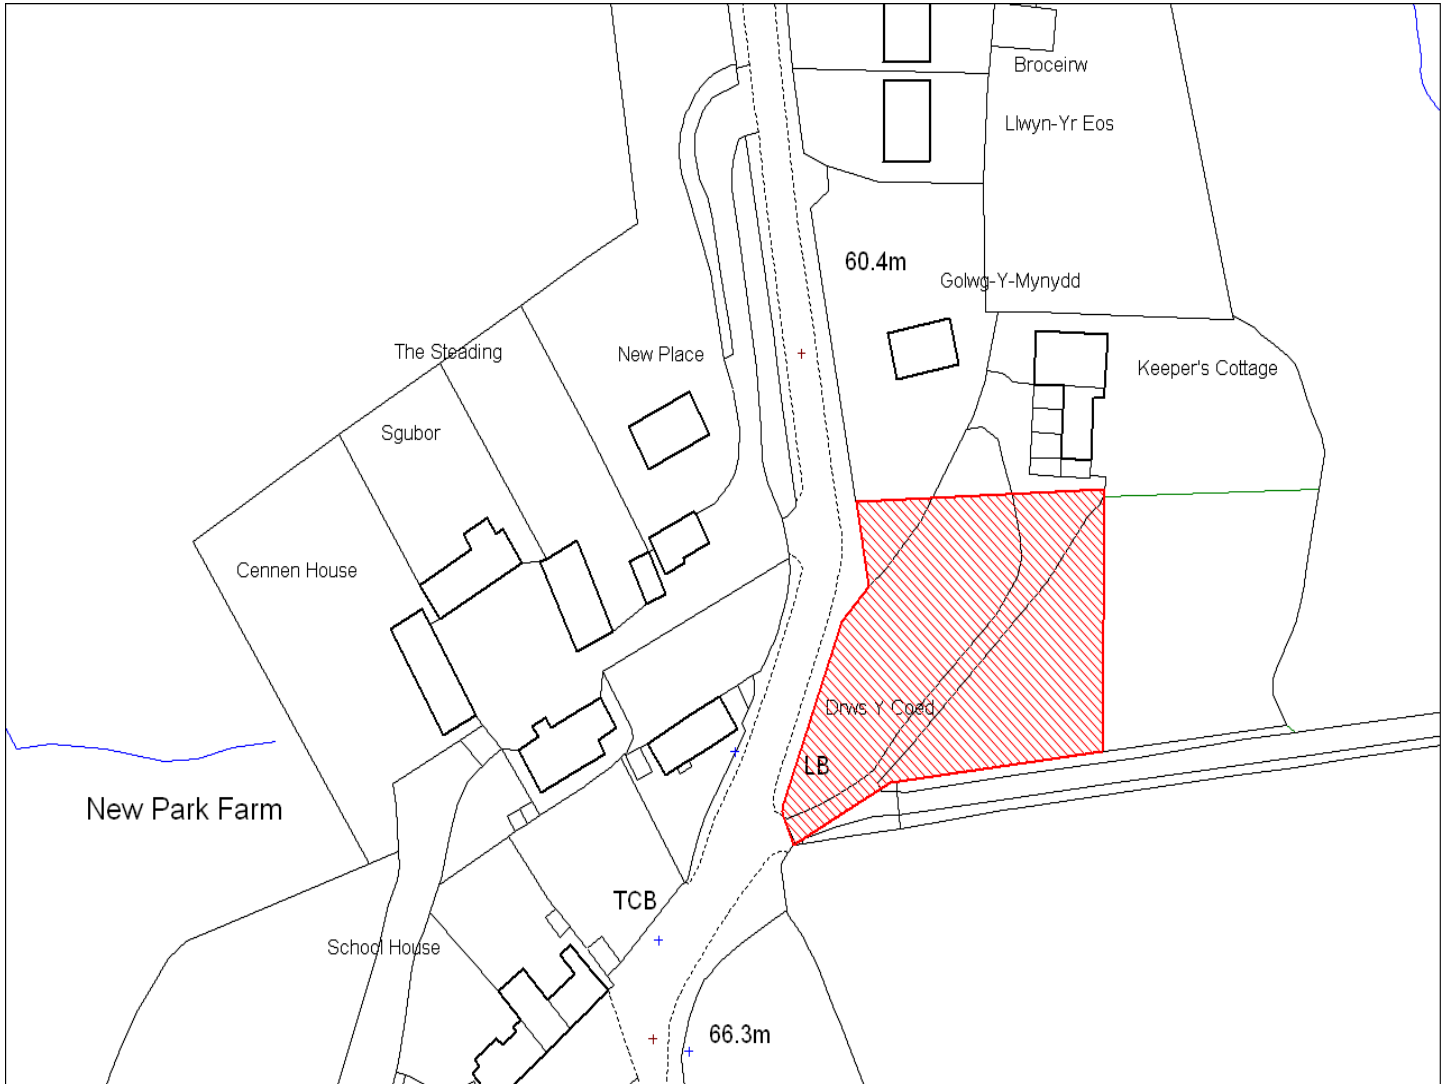 Broceirw
Llwyn-Yr Eos
60.4m
Golwg-Y-Mynydd
The Steading
New Place
Keeper's Cottage
Sgubor
Cennen House
Drws Y Coed
LB
New Park Farm
TCB
School House
66.3m